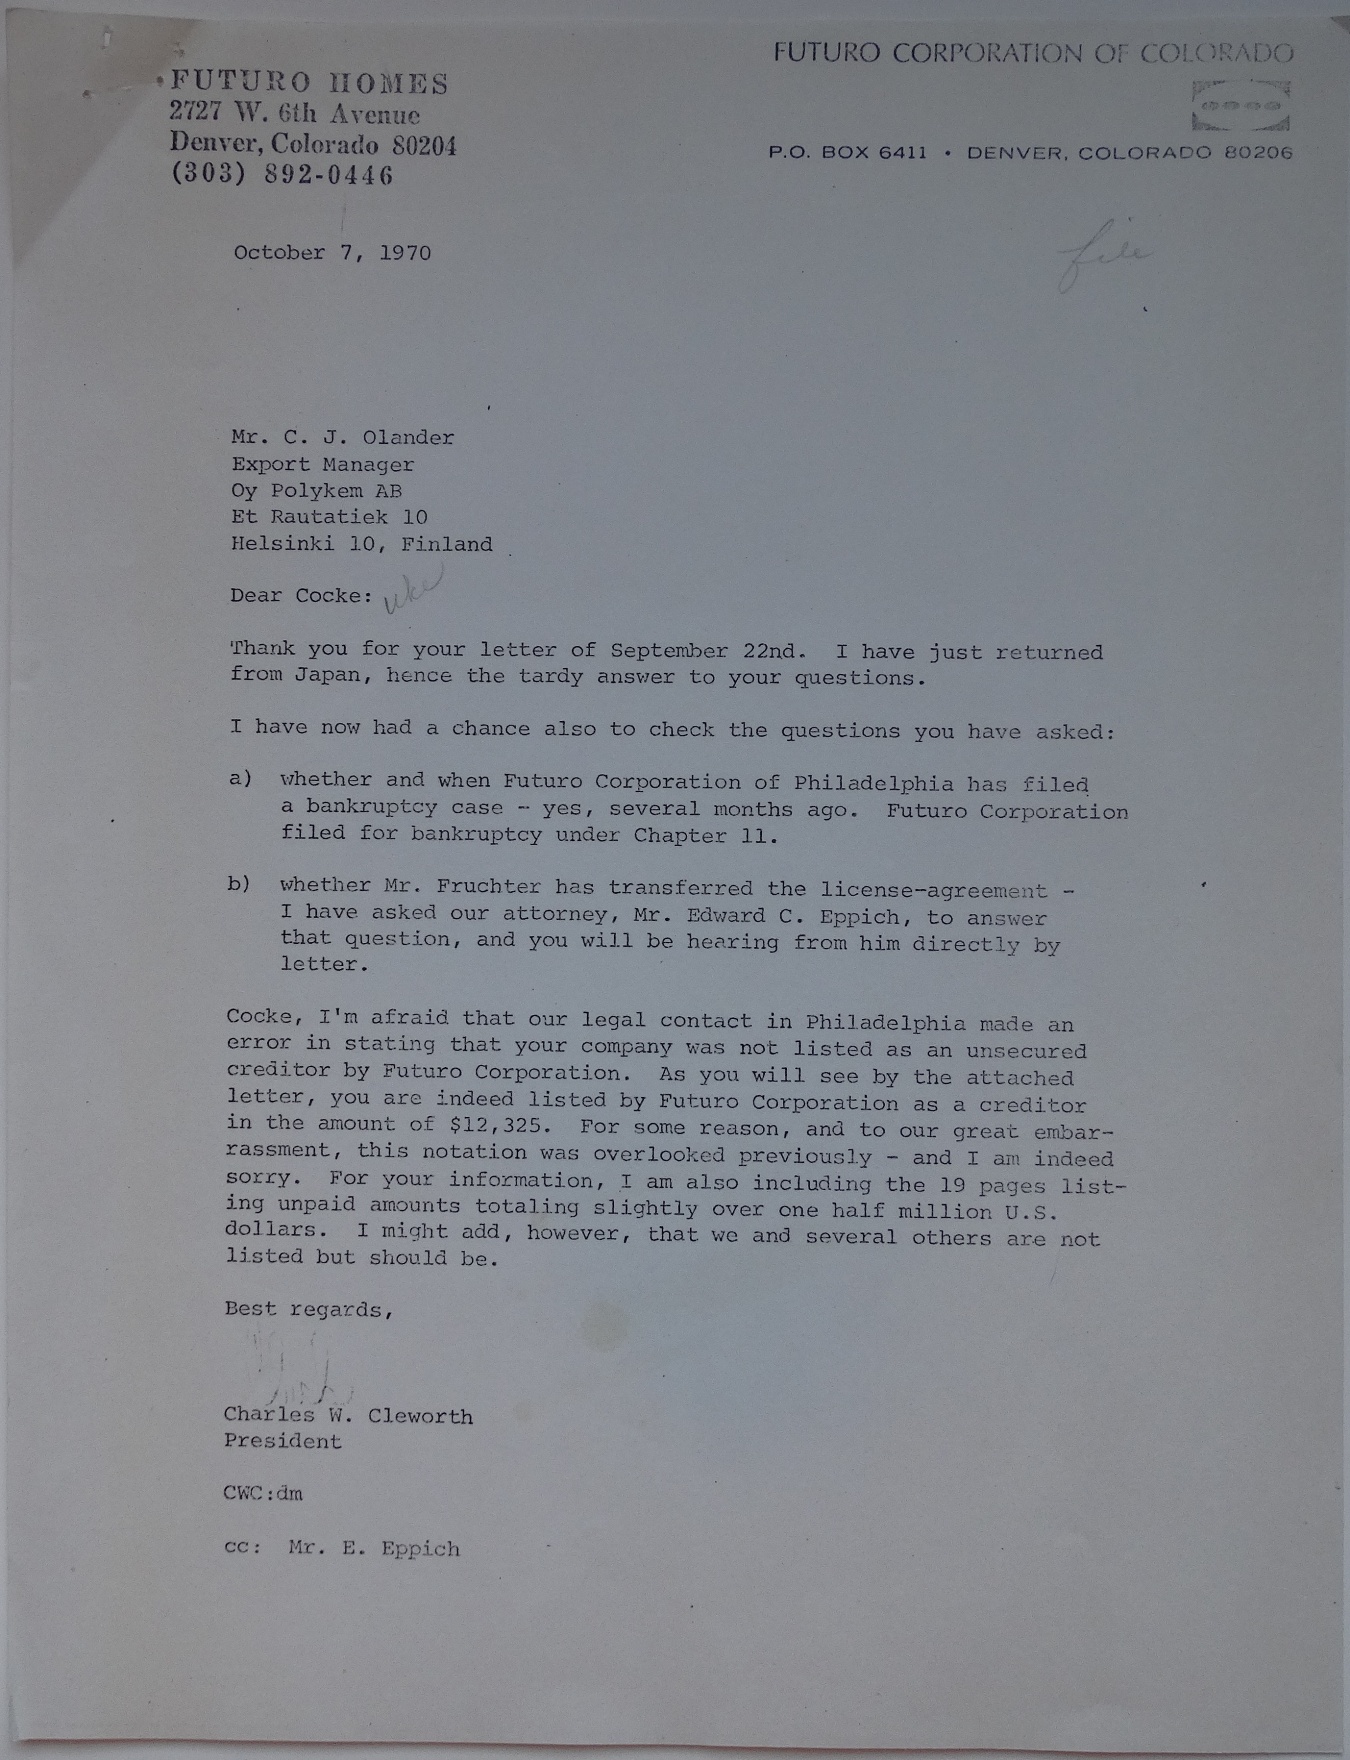 FUTURO HOMES
2727 W. 6th Avenue
Denver, Colorado 80204
(303) 892-0446
FUTURO CORPORATION OF COLORADO
P.O. BOX 6411 • DENVER, COLORADO 80206
file
October 7, 1970
Mr. C. J. Olander
Export Manager
Oy Polykem AB
Et Rautatiek 10
Helsinki 10, Finland
Dear Cocke:
Thank you for your letter of September 22nd.  I have just returned
from Japan, hence the tardy answer to your questions.
I have now had a chance also to check the questions you have asked:
a)  whether and when Futuro Corporation of Philadelphia has filed
a bankruptcy case - yes, several months ago.  Futuro Corporation
filed for bankruptcy under Chapter 11.
b)  whether Mr. Fruchter has transferred the license-agreement -
I have asked our attorney, Mr. Edward C. Eppich, to answer
that question, and you will be hearing from him directly by
letter.
Cocke, I'm afraid that our legal contact in Philadelphia made an
error in stating that your company was not listed as an unsecured
creditor by Futuro Corporation.  As you will see by the attached
letter, you are indeed listed by Futuro Corporation as a creditor
in the amount of $12,325.  For some reason, and to our great embar-
rassment, this notation was overlooked previously - and I am indeed
sorry.  For your information, I am also including the 19 pages list-
ing unpaid amounts totaling slightly over one half million U.S.
dollars.  I might add, however, that we and several others are not
listed but should be.
Best regards,
Charles W. Cleworth
President
CWC:dm
cc:  Mr. E. Eppich